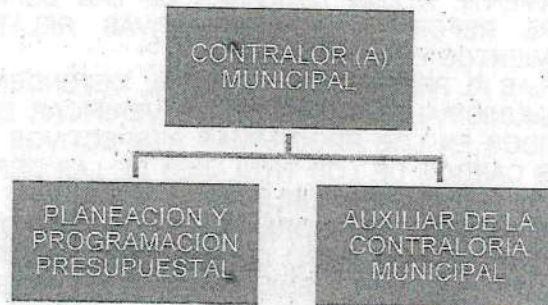 CONTRALOR (A)
MUNICIPAL
PLANEACION Y
PROGRAMACION
PRESUPUESTAL
AUXILIAR DE LA
CONTRALORIA
MUNICIPAL